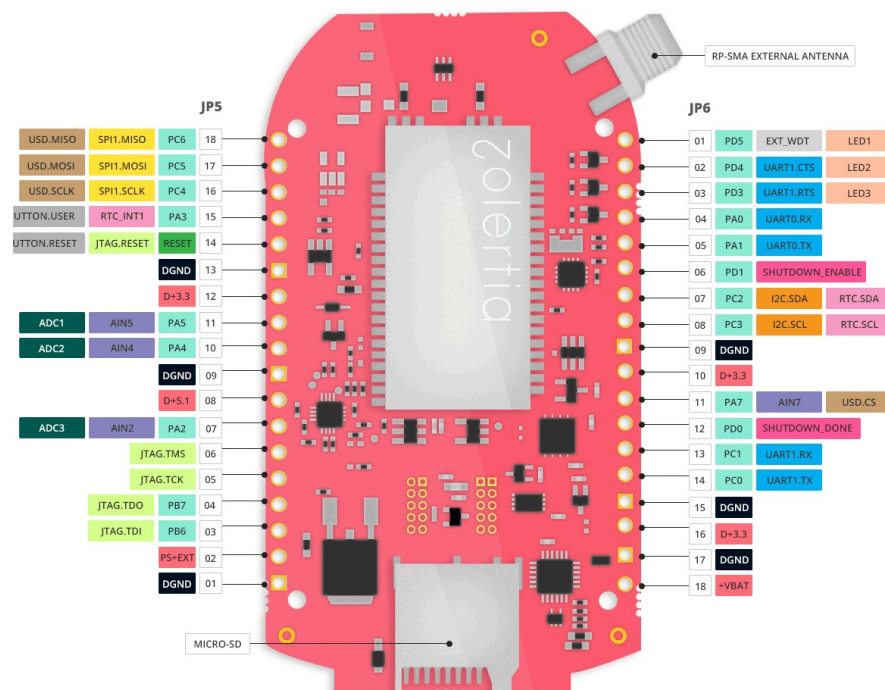 RP-SMA EXTERNAL ANTENNA
JP5
USD.MISO SPI1.MISO PC6 18
USD.MOSI SPI1.MOSI PC5 17
USD.SCLK SPI1.SCLK PC4 16
UTTON.USER RTC_INT1 PA3 15
UTTON.RESET JTAG.RESET RESET 14
DGND 13
D+3.3 12
ADC1 AIN5 PA5 11
ADC2 AIN4 PA4 10
DGND 09
D+5.1 08
ADC3 AIN2 PA2 07
JTAG.TMS 06
JTAG.TCK 05
JTAG.TDO PB7 04
JTAG.TDI PB6 03
PS+EXT 02
DGND 01
Zolertia
JP6
01 PD5 EXT_WDT LED1
02 PD4 UART1.CTS LED2
03 PD3 UART1.RTS LED3
04 PA0 UART0.RX
05 PA1 UART0.TX
06 PD1 SHUTDOWN_ENABLE
07 PC2 I2C.SDA RTC.SDA
08 PC3 I2C.SCL RTC.SCL
09 DGND
10 D+3.3
11 PA7 AIN7 USD.CS
12 PD0 SHUTDOWN_DONE
13 PC1 UART1.RX
14 PC0 UART1.TX
15 DGND
16 D+3.3
17 DGND
18 +VBAT
MICRO-SD